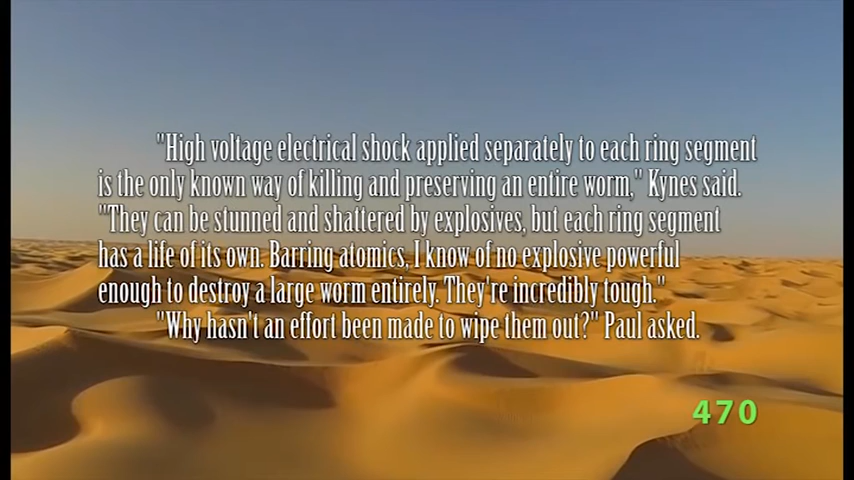 "High voltage electrical shock applied separately to each ring segment
is the only known way of killing and preserving an entire worm," Kynes said.
"They can be stunned and shattered by explosives, but each ring segment
has a life of its own. Barring atomics, I know of no explosive powerful
enough to destroy a large worm entirely. They're incredibly tough."
"Why hasn't an effort been made to wipe them out?" Paul asked.
470